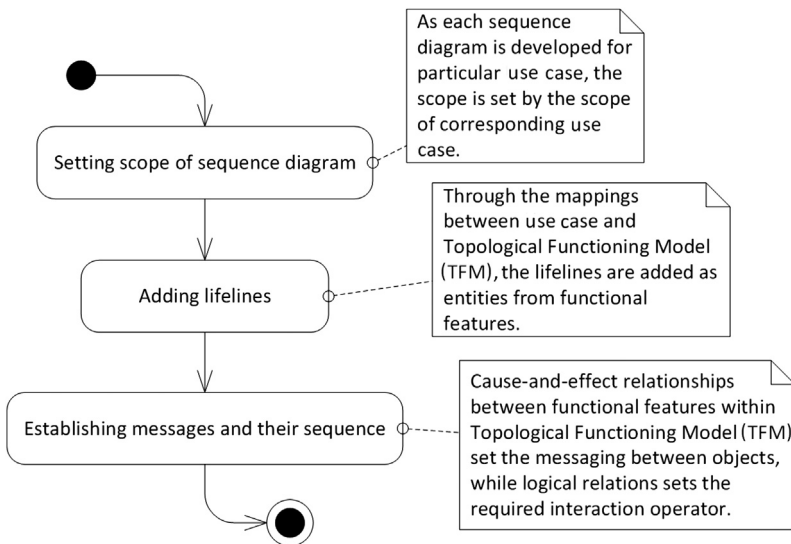 As each sequence
diagram is developed for
particular use case, the
scope is set by the scope
of corresponding use
case.
Setting scope of sequence diagram
Through the mappings
between use case and
Topological Functioning Model
(TFM), the lifelines are added as
entities from functional
features.
Adding lifelines
Cause-and-effect relationships
between functional features within
Topological Functioning Model (TFM)
set the messaging between objects,
while logical relations sets the
required interaction operator.
Establishing messages and their sequence